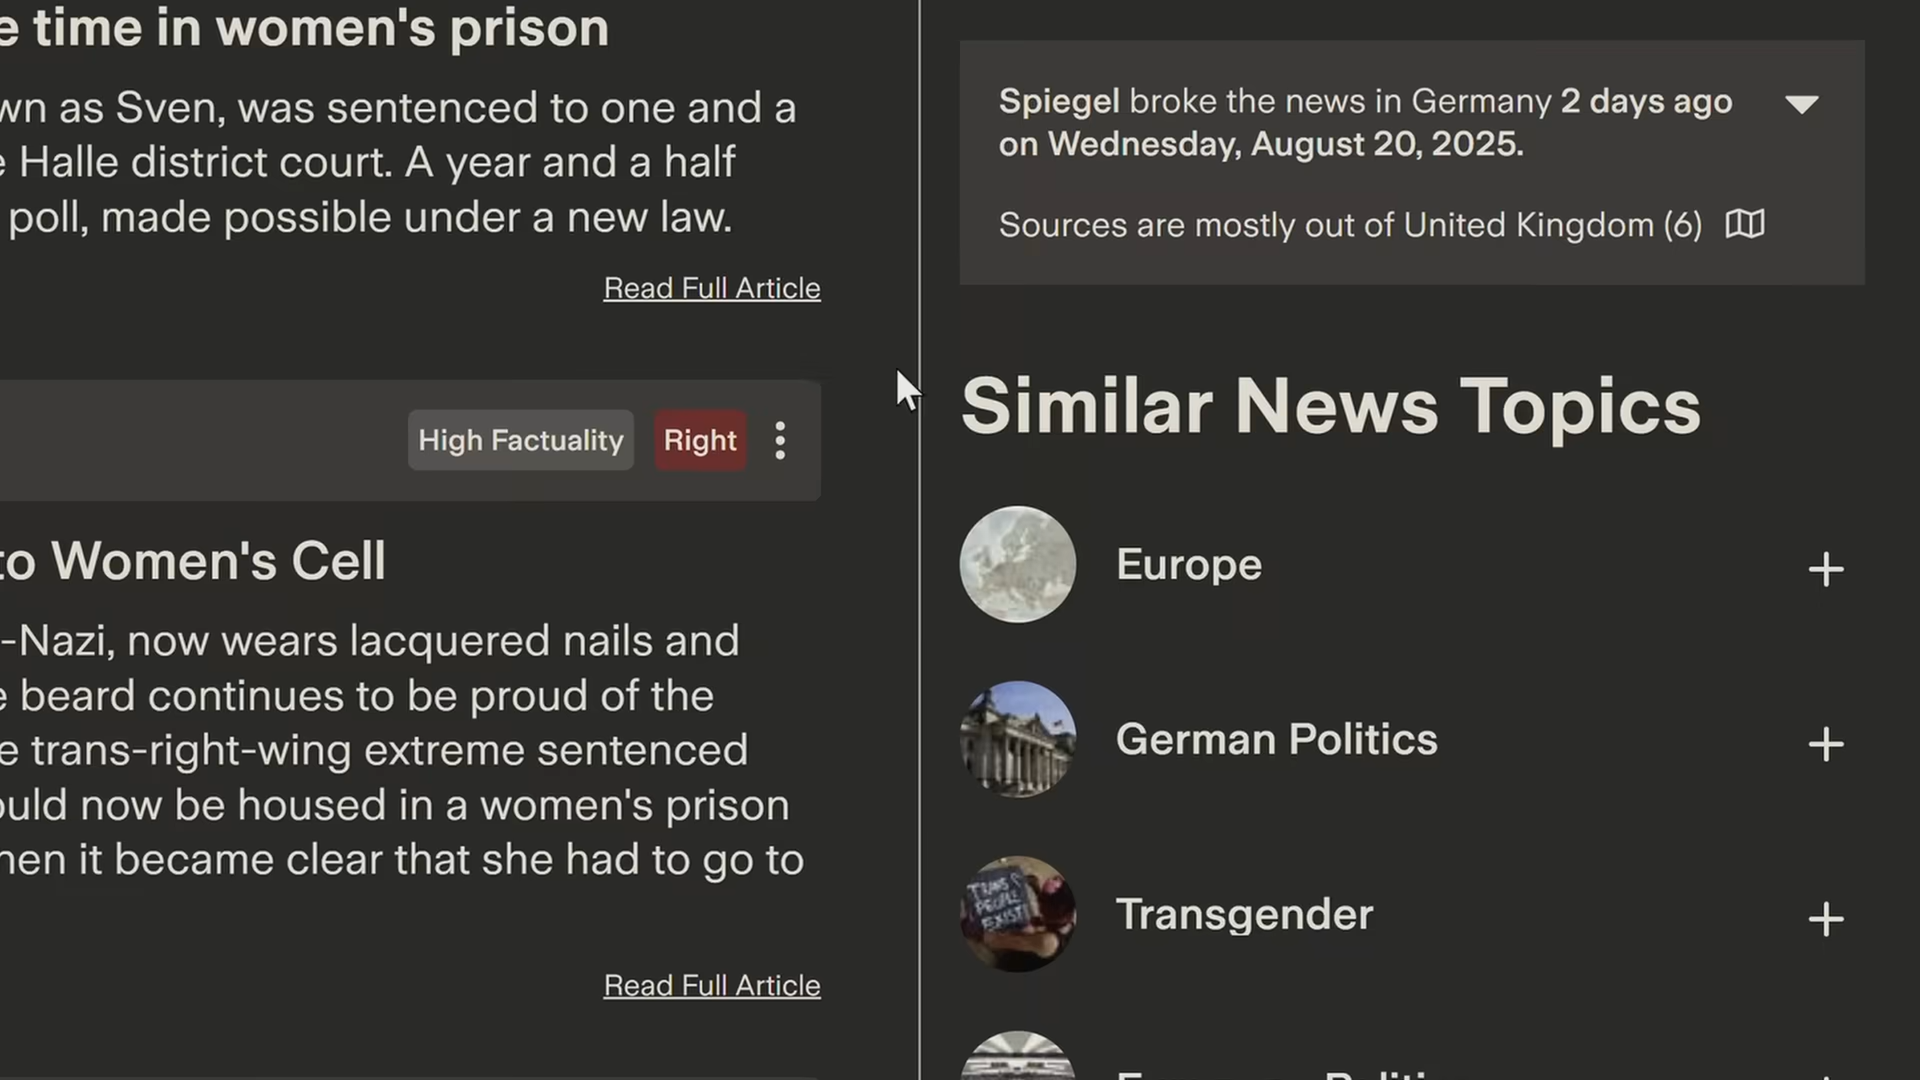 e time in women's prison
wn as Sven, was sentenced to one and a
e Halle district court. A year and a half
poll, made possible under a new law.
Read Full Article
High Factuality Right
to Women's Cell
-Nazi, now wears lacquered nails and
e beard continues to be proud of the
e trans-right-wing extreme sentenced
ould now be housed in a women's prison
hen it became clear that she had to go to
Read Full Article
Spiegel broke the news in Germany 2 days ago
on Wednesday, August 20, 2025.
Sources are mostly out of United Kingdom (6)
Similar News Topics
Europe
German Politics
TRANS
PEOPLE
EXIST
Transgender